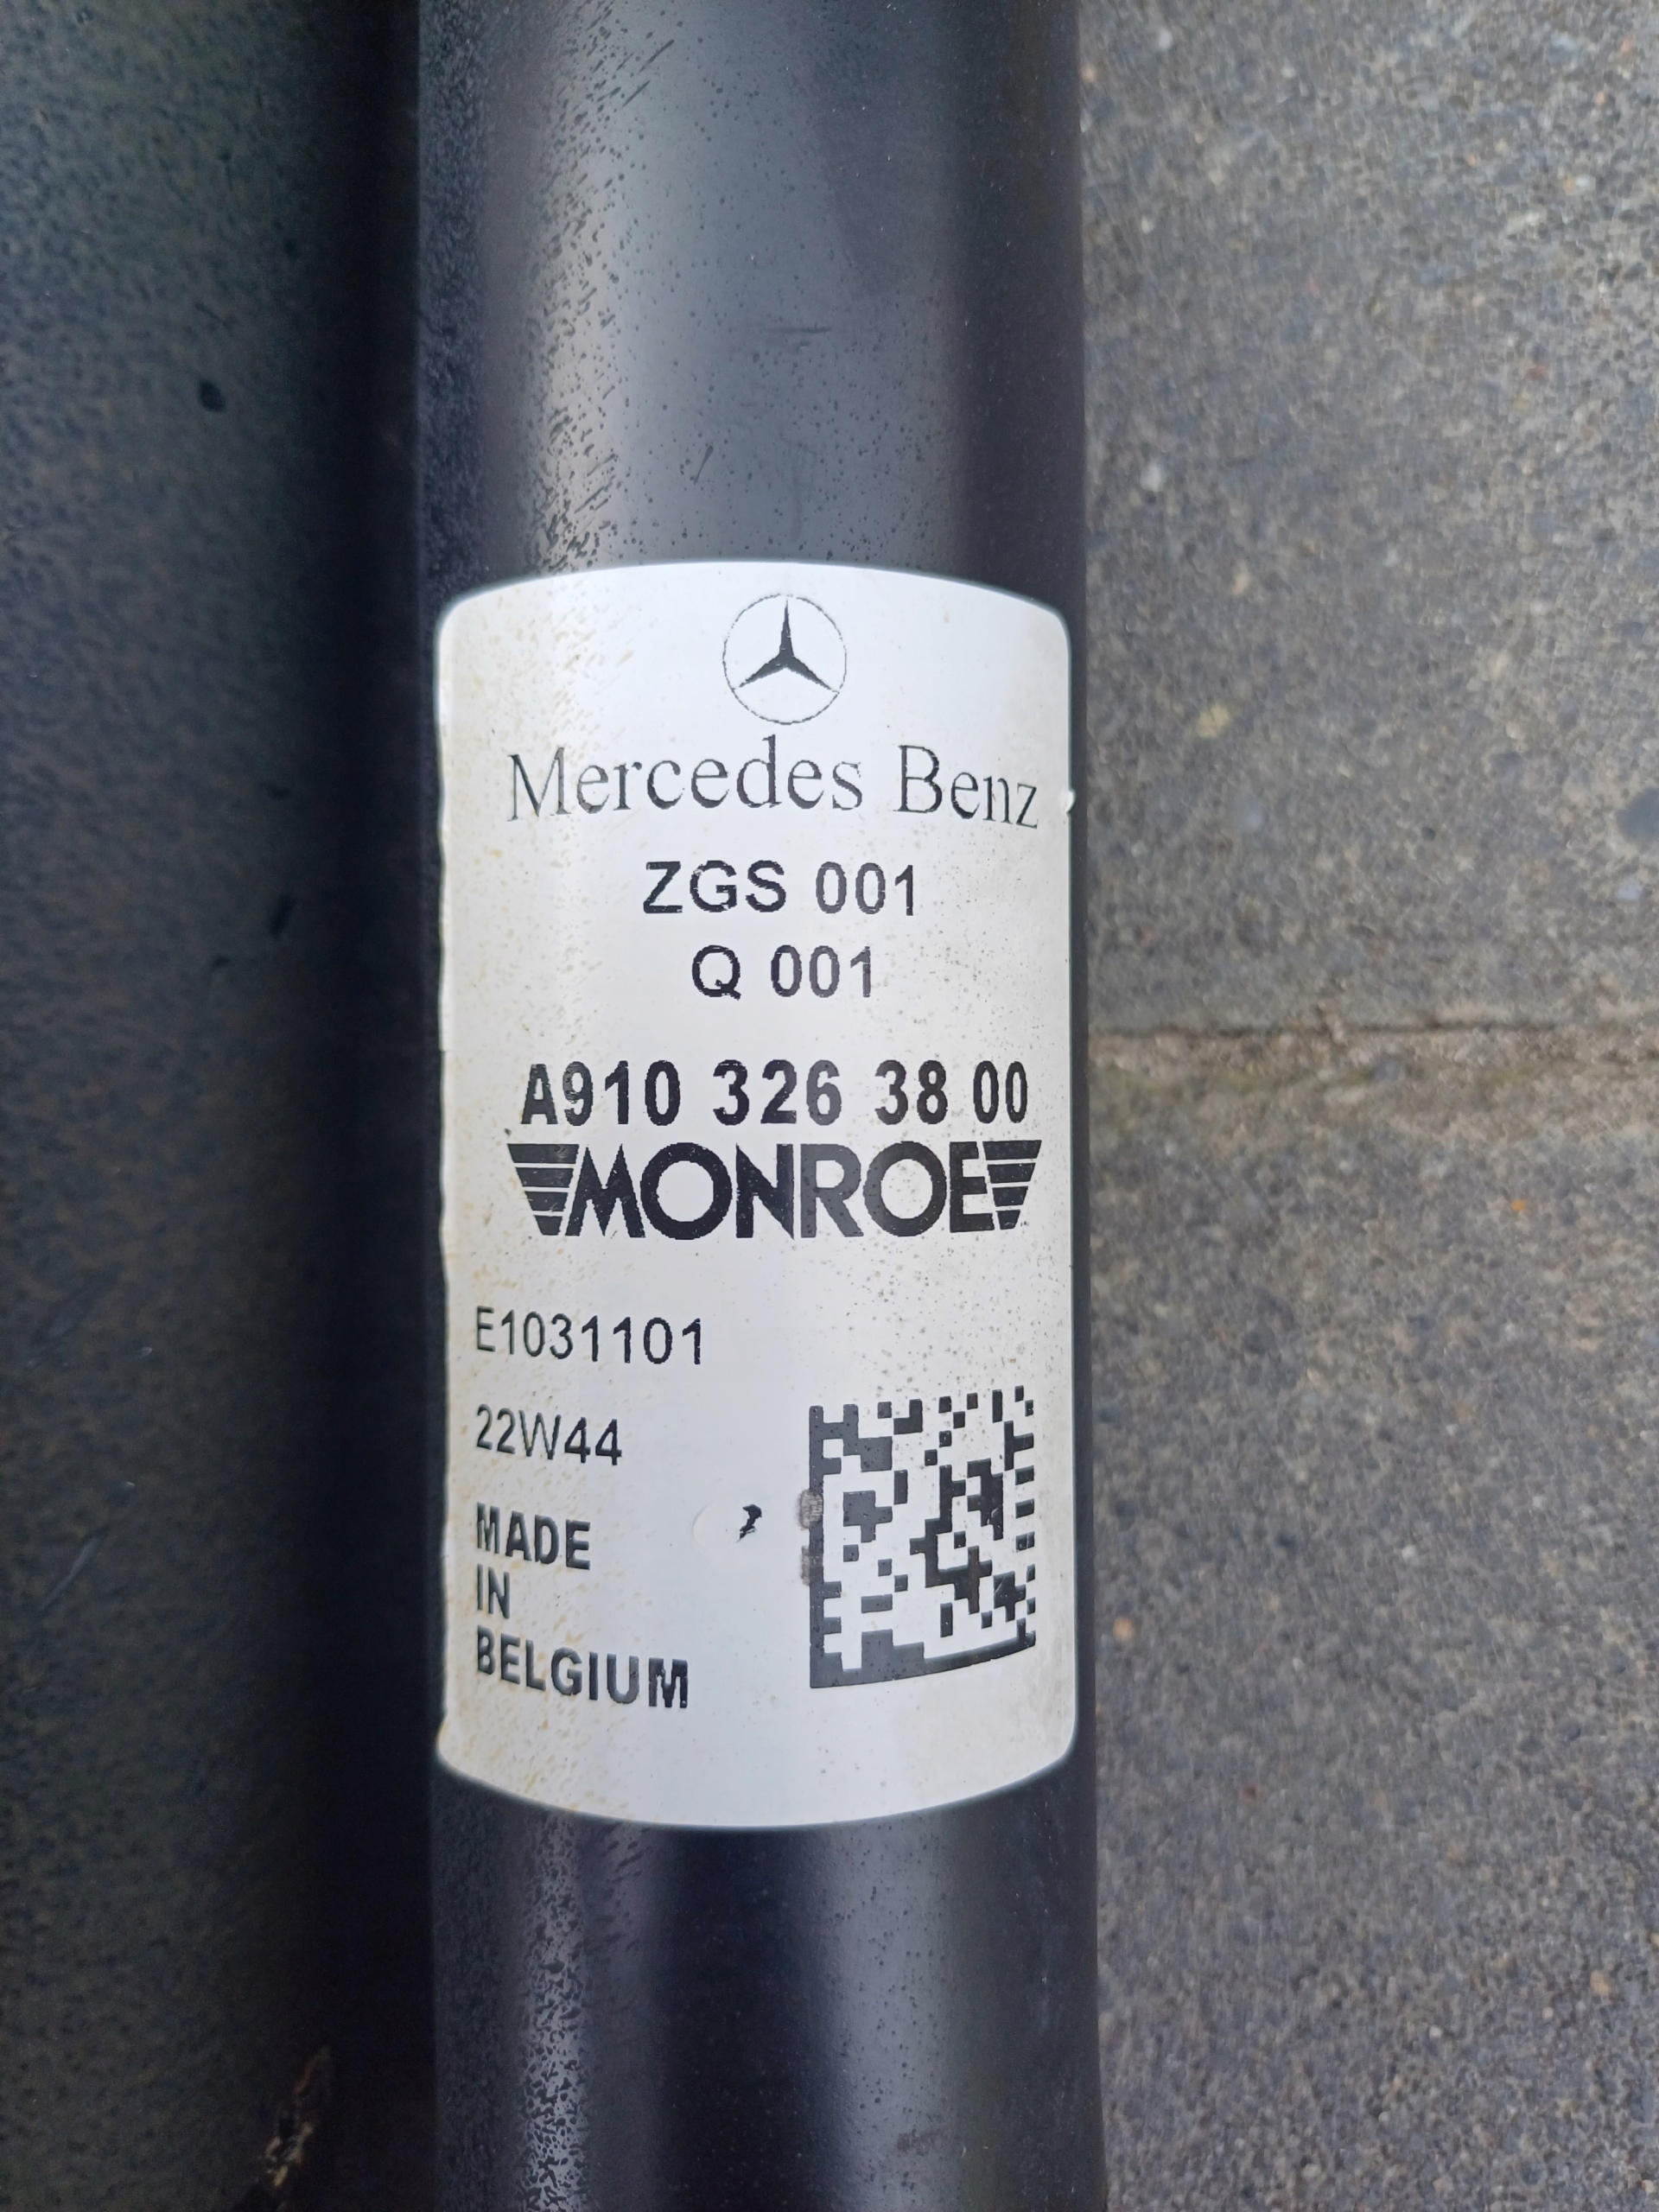 Mercedes Benz
ZGS 001
Q 001
A910 326 38 00
MONROE
E1031101
22W44
MADE
IN
BELGIUM